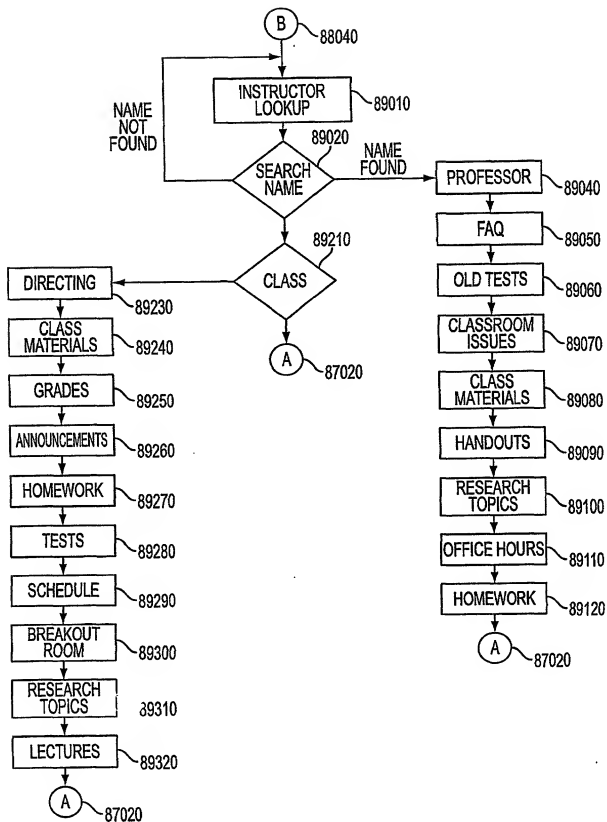 B
88040
INSTRUCTOR
LOOKUP
89010
NAME
NOT
FOUND
89020
SEARCH
NAME
NAME
FOUND
PROFESSOR
89040
FAQ
89050
OLD TESTS
89060
CLASSROOM
ISSUES
89070
CLASS
MATERIALS
89080
HANDOUTS
89090
RESEARCH
TOPICS
89100
OFFICE HOURS
89110
HOMEWORK
89120
A
87020
89210
CLASS
A
87020
DIRECTING
89230
CLASS
MATERIALS
89240
GRADES
89250
ANNOUNCEMENTS
89260
HOMEWORK
89270
TESTS
89280
SCHEDULE
89290
BREAKOUT
ROOM
89300
RESEARCH
TOPICS
89310
LECTURES
89320
A
87020